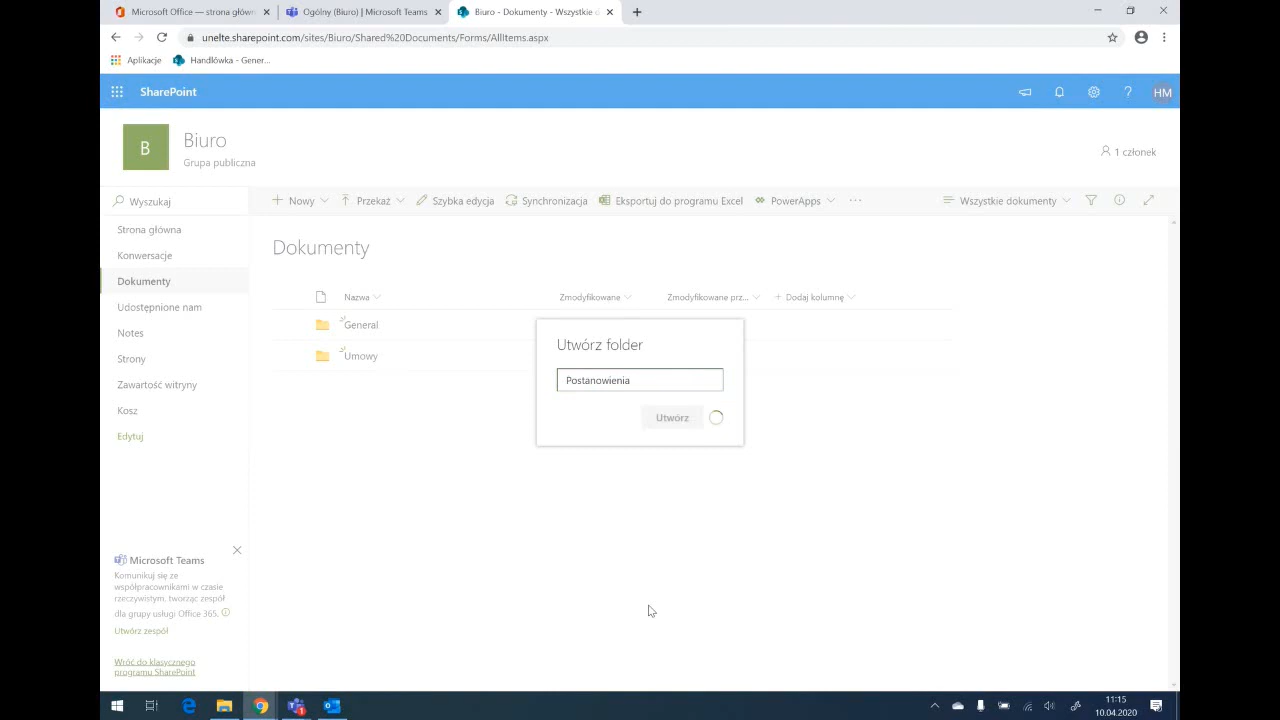 Microsoft Office — strona główn
Ogólny (Biuro) | Microsoft Teams
Biuro - Dokumenty - Wszystkie
unelte.sharepoint.com/sites/Biuro/Shared%20Documents/Forms/AllItems.aspx
Aplikacje
Handlówka - Gener...
SharePoint
HM
B
Biuro
Grupa publiczna
1 członek
Wyszukaj
Nowy
Przekaż
Szybka edycja
Synchronizacja
Eksportuj do programu Excel
PowerApps
Wszystkie dokumenty
Strona główna
Konwersacje
Dokumenty
Udostępnione nam
Notes
Strony
Zawartość witryny
Kosz
Edytuj
Dokumenty
Nazwa
Zmodyfikowane
Zmodyfikowane prz...
Dodaj kolumnę
General
Umowy
Utwórz folder
Postanowienia
Utwórz
Microsoft Teams
Komunikuj się ze
współpracownikami w czasie
rzeczywistym, tworząc zespół
dla grupy usługi Office 365.
Utwórz zespół
Wróć do klasycznego
programu SharePoint
11:15
10.04.2020